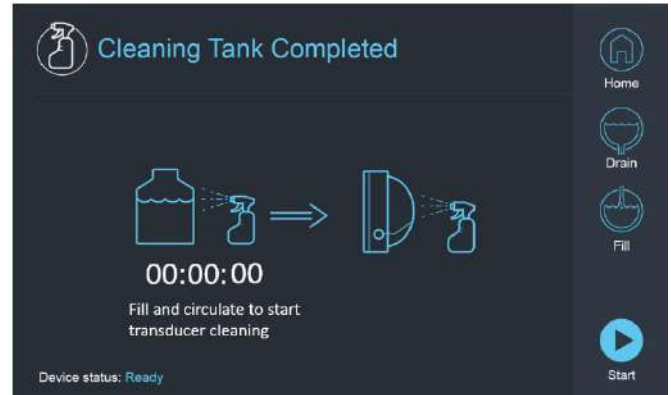 Cleaning Tank Completed
Home
Drain
Fill
00:00:00
Fill and circulate to start
transducer cleaning
Device status: Ready
Start